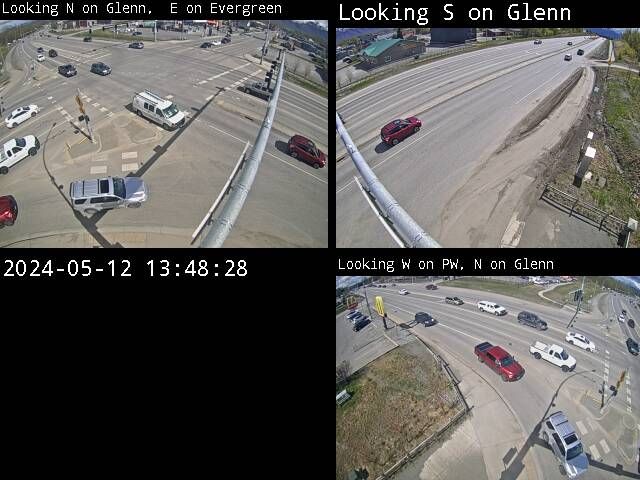 Looking N on Glenn,  E on Evergreen
Looking S on Glenn
2024-05-12 13:48:28
Looking W on PW, N on Glenn